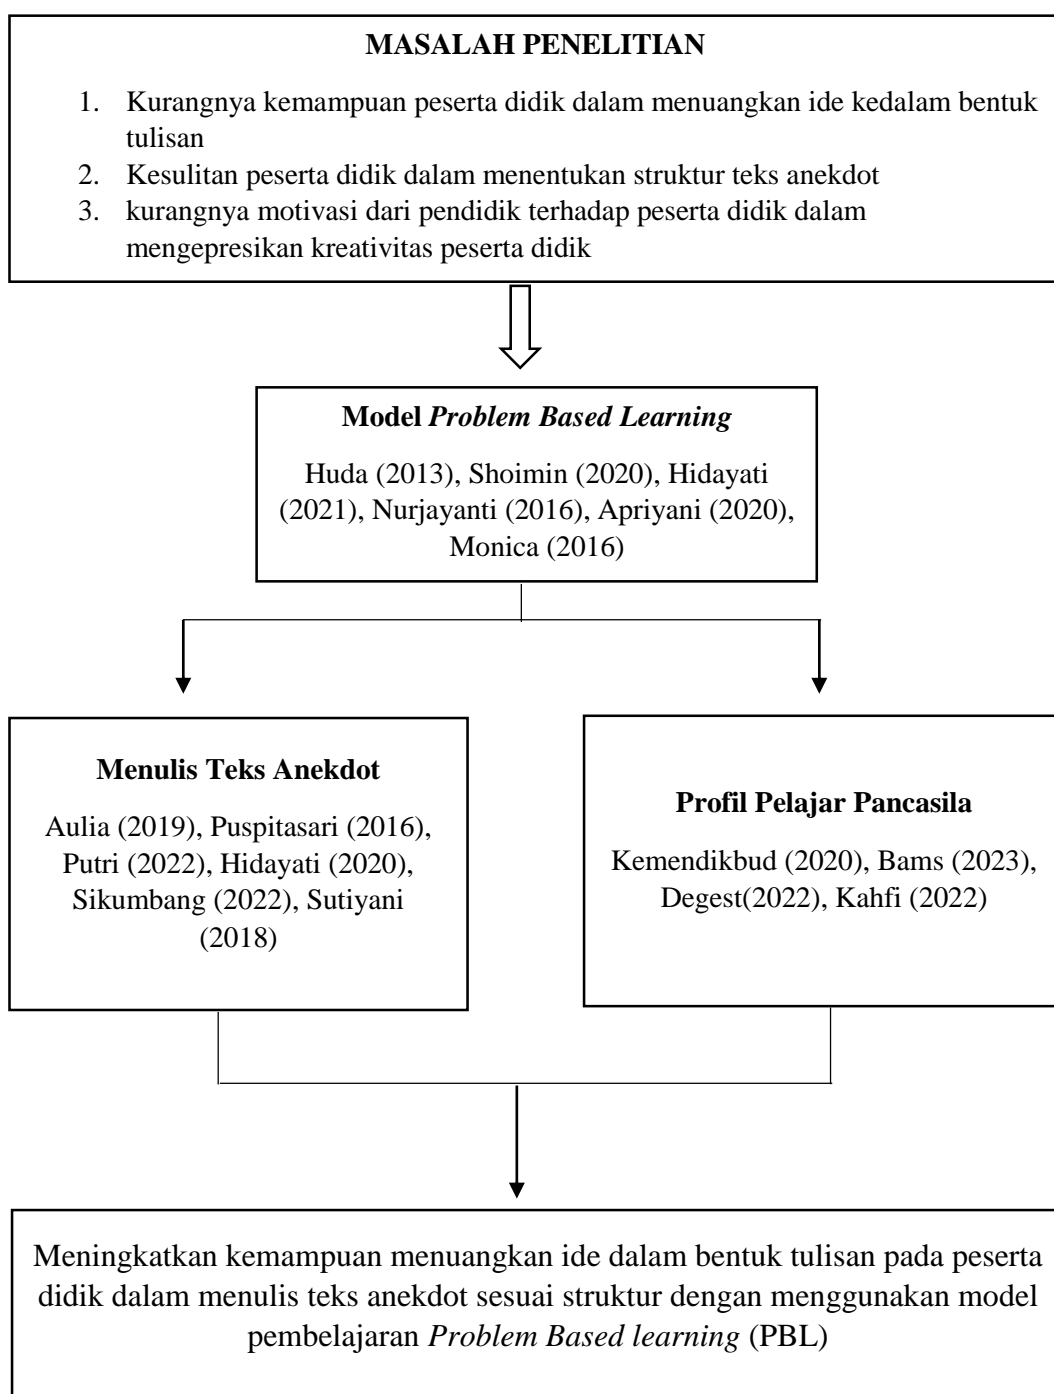 MASALAH PENELITIAN
1. Kurangnya kemampuan peserta didik dalam menuangkan ide kedalam bentuk
tulisan
2. Kesulitan peserta didik dalam menentukan struktur teks anekdot
3. kurangnya motivasi dari pendidik terhadap peserta didik dalam
mengepresikan kreativitas peserta didik
Model Problem Based Learning
Huda (2013), Shoimin (2020), Hidayati
(2021), Nurjayanti (2016), Apriyani (2020),
Monica (2016)
Menulis Teks Anekdot
Aulia (2019), Puspitasari (2016),
Putri (2022), Hidayati (2020),
Sikumbang (2022), Sutiyani
(2018)
Profil Pelajar Pancasila
Kemendikbud (2020), Bams (2023),
Degest(2022), Kahfi (2022)
Meningkatkan kemampuan menuangkan ide dalam bentuk tulisan pada peserta
didik dalam menulis teks anekdot sesuai struktur dengan menggunakan model
pembelajaran Problem Based learning (PBL)